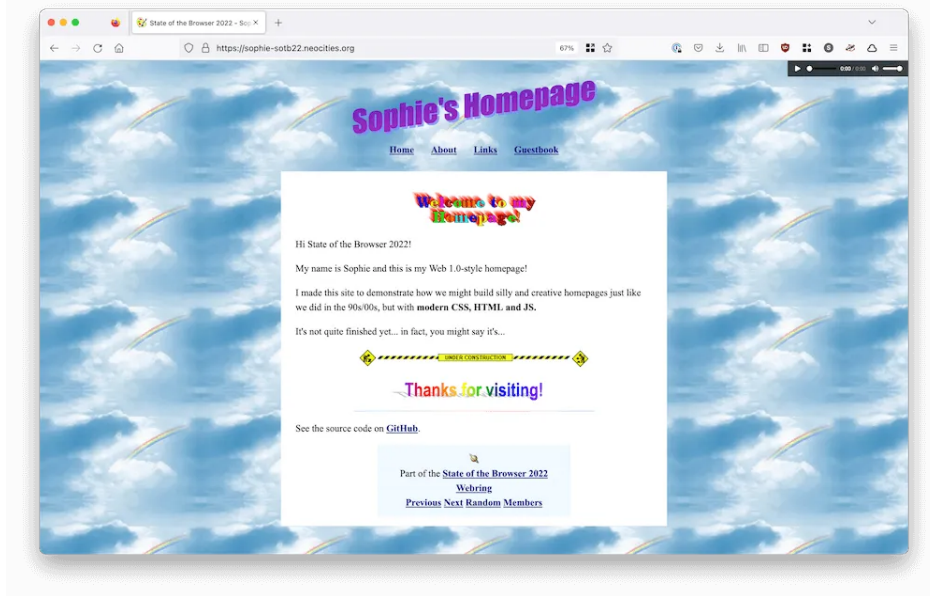 State of the Browser 2022 - Sop
https://sophie-sotb22.neocities.org
67%
0:00 / 0:00
Sophie's Homepage
Home About Links Guestbook
Welcome to my
Homepage!
Hi State of the Browser 2022!
My name is Sophie and this is my Web 1.0-style homepage!
I made this site to demonstrate how we might build silly and creative homepages just like
we did in the 90s/00s, but with modern CSS, HTML and JS.
It's not quite finished yet... in fact, you might say it's...
UNDER CONSTRUCTION
Thanks for visiting!
See the source code on GitHub.
Part of the State of the Browser 2022
Webring
Previous Next Random Members